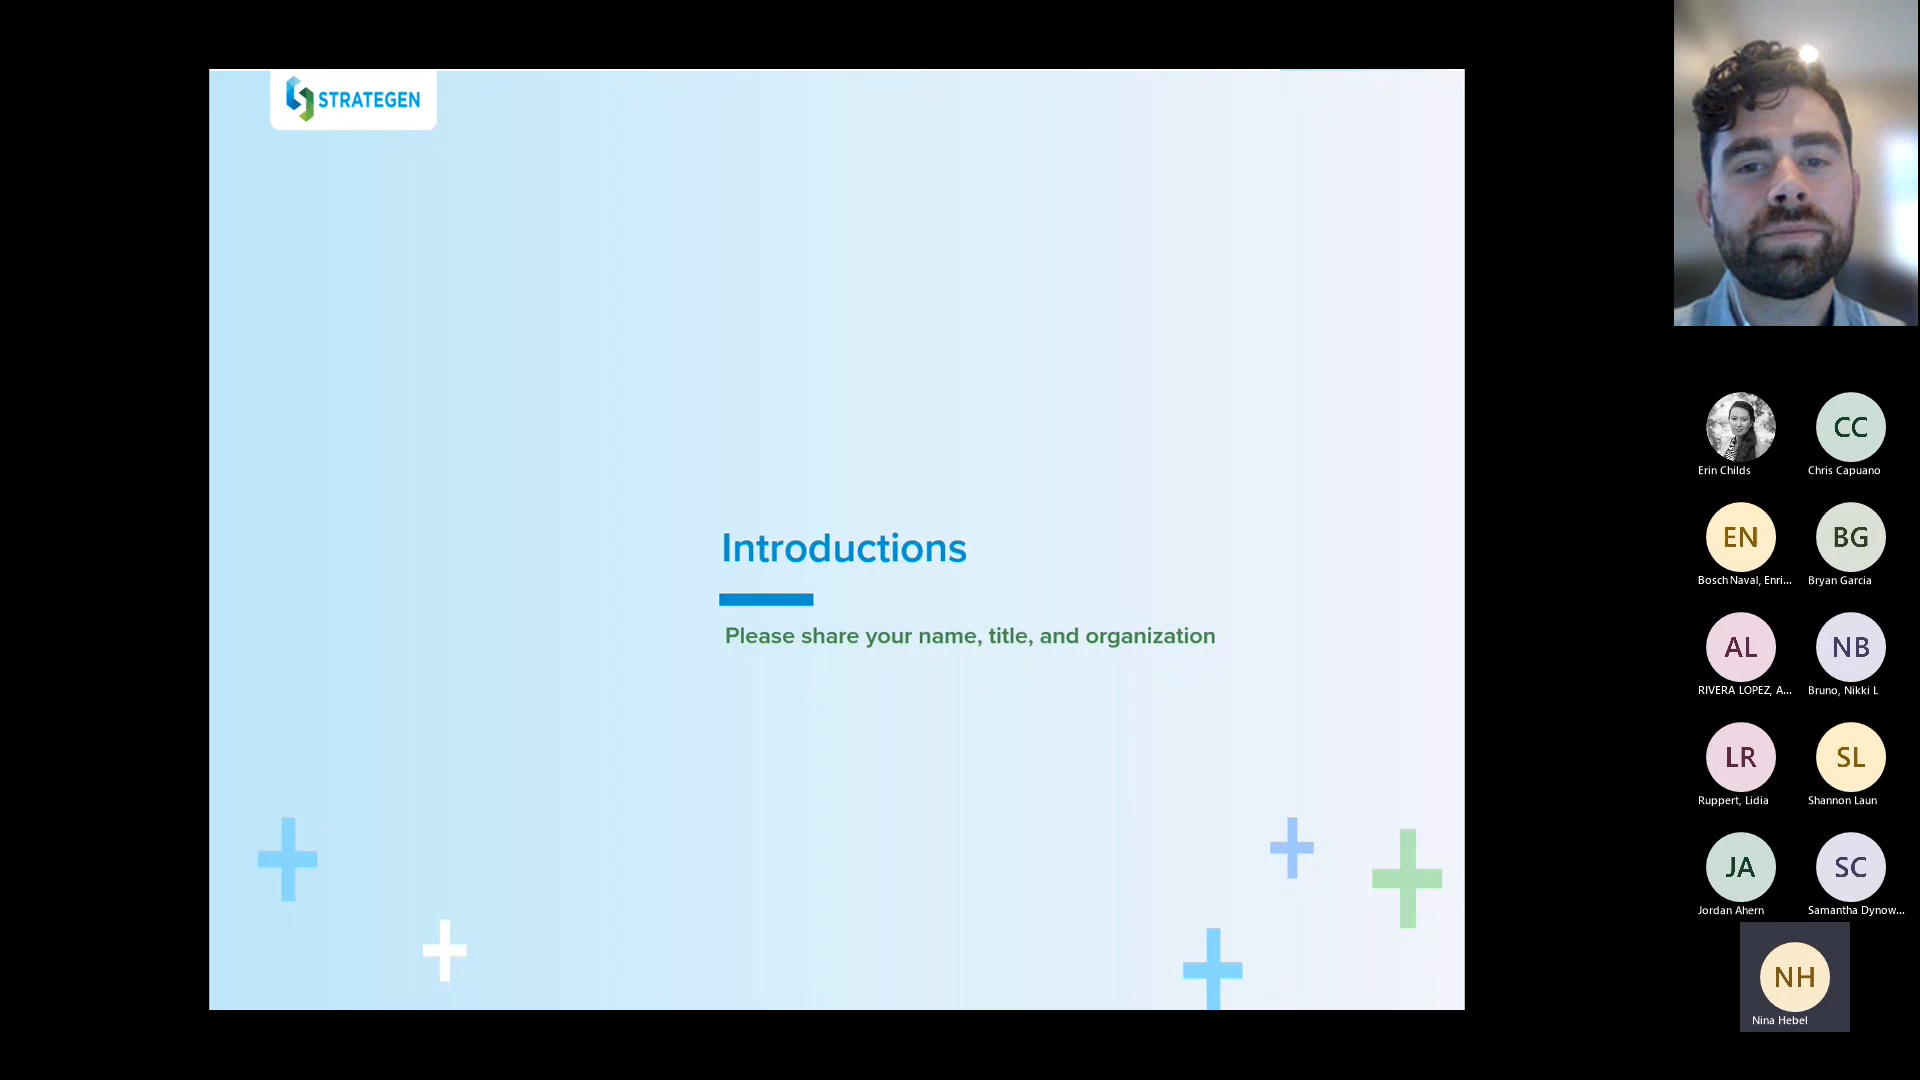 STRATEGEN
Introductions
Please share your name, title, and organization
Erin Childs
CC
Chris Capuano
EN
Bosch Naval, Enri...
BG
Bryan Garcia
AL
RIVERA LOPEZ, A...
NB
Bruno, Nikki L
LR
Ruppert, Lidia
SL
Shannon Laun
JA
Jordan Ahern
SC
Samantha Dynow...
NH
Nina Hebel